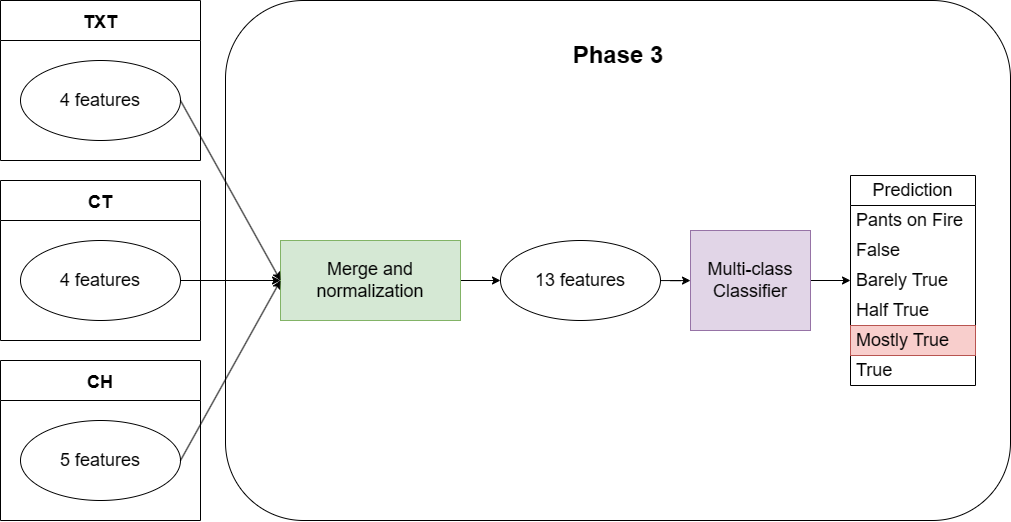 TXT
4 features
CT
4 features
CH
5 features
Phase 3
Merge and
normalization
13 features
Multi-class
Classifier
Prediction
Pants on Fire
False
Barely True
Half True
Mostly True
True